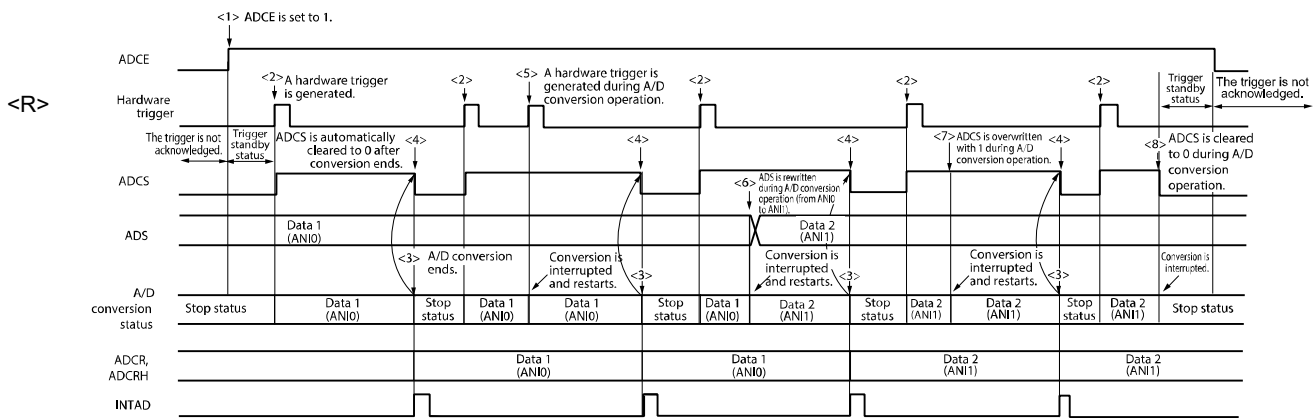 <1> ADCE is set to 1.
ADCE
<R>
Hardware
trigger
<2> A hardware trigger
is generated.
<2>
<5> A hardware trigger is
generated during A/D
conversion operation.
<2>
<2>
<2>
Trigger
standby
status
The trigger is not
acknowledged.
The trigger is not
acknowledged.
Trigger
standby
status
ADCS is automatically
cleared to 0 after
conversion ends.
<4>
<4>
<4>
<7> ADCS is overwritten
with 1 during A/D
conversion operation.
<4>
<8> ADCS is cleared
to 0 during A/D
conversion
operation.
ADCS
<6> ADS is rewritten
during A/D conversion
operation (from ANI0
to ANI1).
ADS
Data 1
(ANI0)
Data 2
(ANI1)
<3> A/D conversion
ends.
Conversion is
interrupted
and restarts.
<3>
Conversion is
interrupted
and restarts.
<3>
Conversion is
interrupted
and restarts.
<3>
Conversion is
interrupted.
A/D
conversion
status
Stop status
Data 1
(ANI0)
Stop
status
Data 1
(ANI0)
Data 1
(ANI0)
Stop
status
Data 1
(ANI0)
Data 2
(ANI1)
Stop
status
Data 2
(ANI1)
Data 2
(ANI1)
Stop
status
Data 2
(ANI1)
Stop status
ADCR,
ADCRH
Data 1
(ANI0)
Data 1
(ANI0)
Data 2
(ANI1)
Data 2
(ANI1)
INTAD